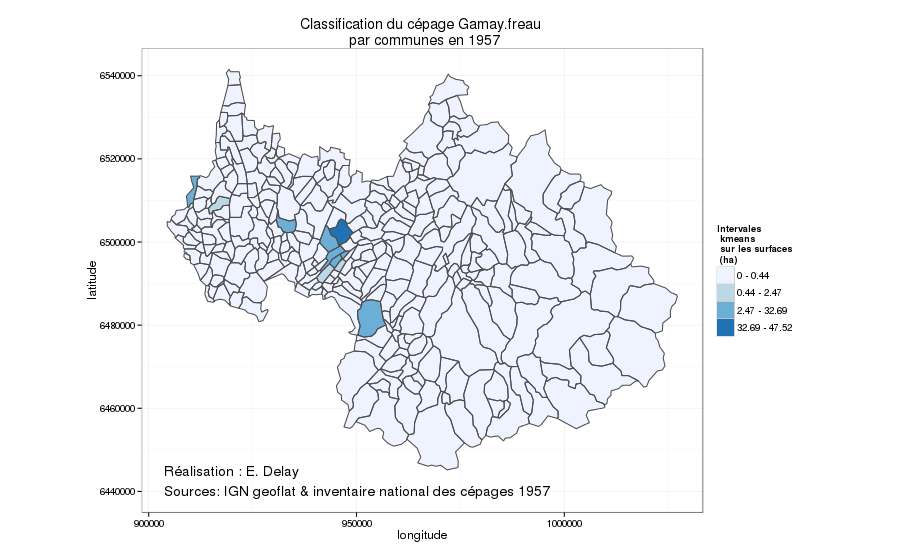 Classification du cépage Gamay.freau
par communes en 1957
6540000
6520000
6500000
6480000
6460000
6440000
latitude
900000
950000
1000000
longitude
Réalisation : E. Delay
Sources: IGN geoflat & inventaire national des cépages 1957
Intervales
kmeans
sur les surfaces
(ha)
0 - 0.44
0.44 - 2.47
2.47 - 32.69
32.69 - 47.52